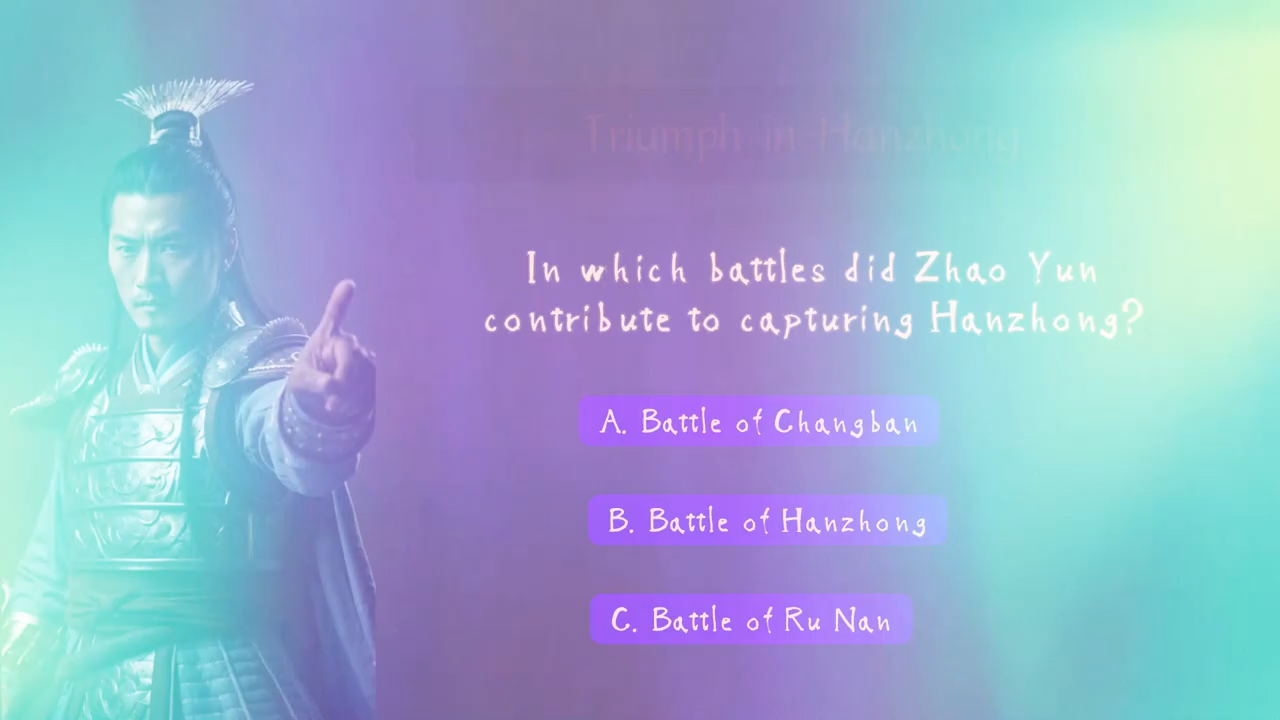 Triumph in Hanzhong
In which battles did Zhao Yun
contribute to capturing Hanzhong?
A. Battle of Changban
B. Battle of Hanzhong
C. Battle of Ru Nan